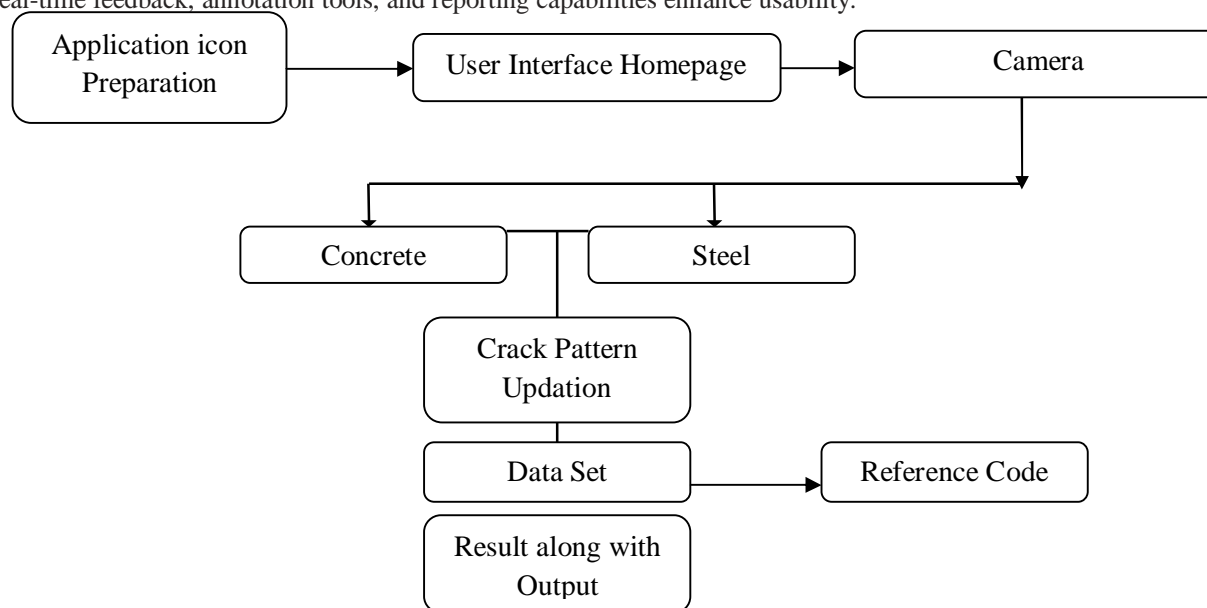 eal-time feedback, annotation tools, and reporting capabilities enhance usability.
Application icon
Preparation
User Interface Homepage
Camera
Concrete
Steel
Crack Pattern
Updation
Data Set
Reference Code
Result along with
Output